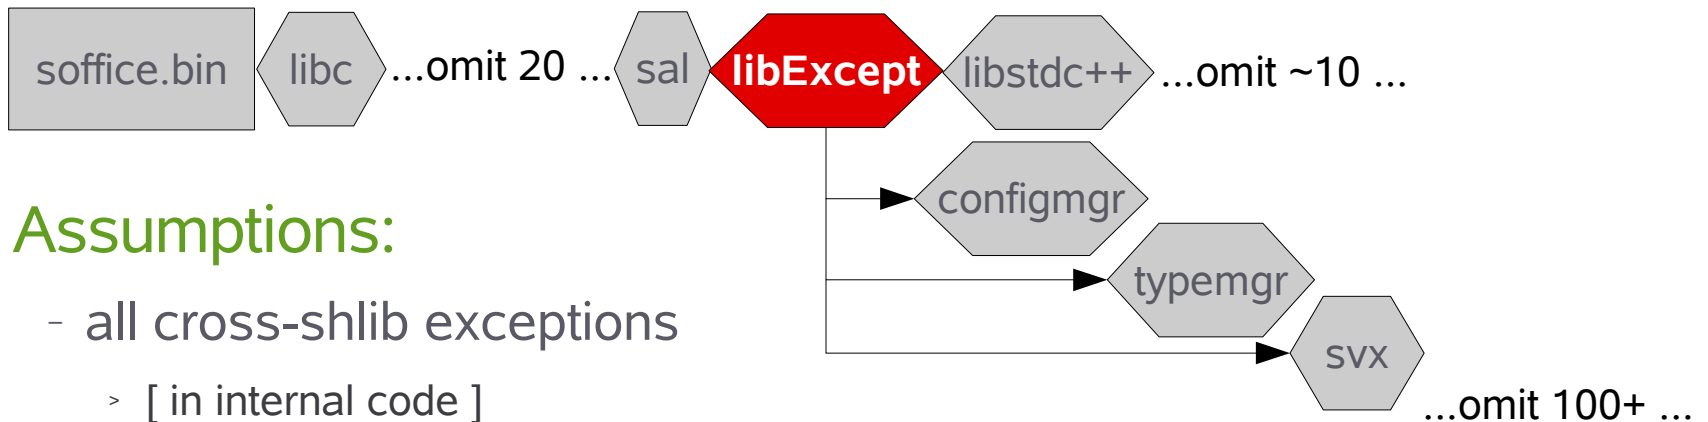 soffice.bin libc ...omit 20 ... sal libExcept libstdc++ ...omit ~10 ...
configmgr
Assumptions:
typemgr
– all cross-shlib exceptions
svx
> [ in internal code ]
...omit 100+ ...